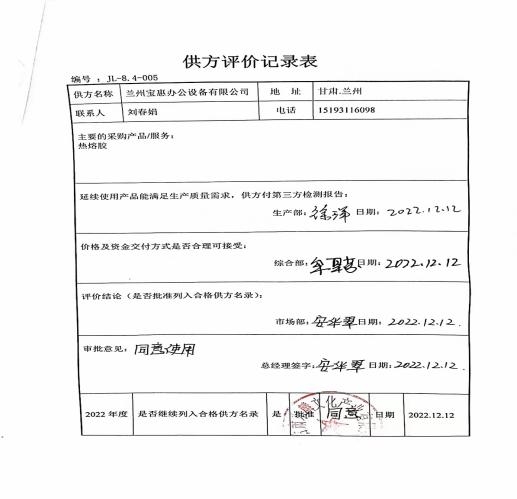 供方评价记录表
编号：JL-8.4-005
供方名称 兰州宝惠办公设备有限公司 地 址 甘肃.兰州
联系人 刘春娟 电话 15193116098
主要的采购产品/服务：
热熔胶
延续使用产品能满足生产质量需求，供方付第三方检测报告：
生产部：徐萍 日期：2022.12.12
价格及资金交付方式是否合理可接受：
综合部： 日期：2022.12.12
评价结论（是否批准列入合格供方名录）：
市场部：安华军 日期：2022.12.12.
审批意见：同意使用
总经理签字：安华军 日期：2022.12.12.
2022 年度 是否继续列入合格供方名录 是 批准 同意 日期 2022.12.12